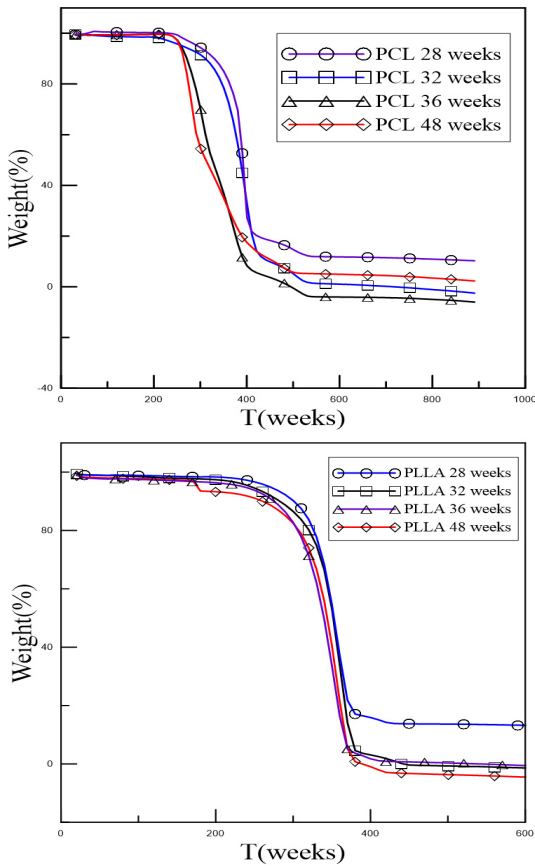 80
40
0
-40
Weight(%)
0
200
400
600
800
1000
T(weeks)
PCL 28 weeks
PCL 32 weeks
PCL 36 weeks
PCL 48 weeks
80
40
0
Weight(%)
0
200
400
600
T(weeks)
PLLA 28 weeks
PLLA 32 weeks
PLLA 36 weeks
PLLA 48 weeks